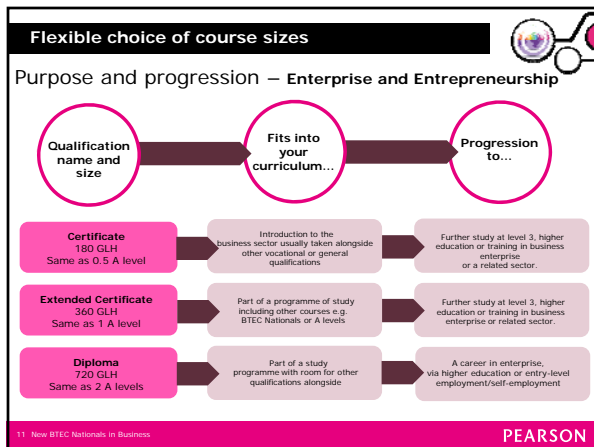 Flexible choice of course sizes
Purpose and progression – Enterprise and Entrepreneurship
Qualification
name and
size
Fits into
your
curriculum...
Progression
to...
Certificate
180 GLH
Same as 0.5 A level
Introduction to the
business sector usually taken alongside
other vocational or general
qualifications
Further study at level 3, higher
education or training in business
enterprise
or a related sector.
Extended Certificate
360 GLH
Same as 1 A level
Part of a programme of study
including other courses e.g.
BTEC Nationals or A levels
Further study at level 3, higher
education or training in business
enterprise or related sector.
Diploma
720 GLH
Same as 2 A levels
Part of a study
programme with room for other
qualifications alongside
A career in enterprise,
via higher education or entry-level
employment/self-employment
11 New BTEC Nationals in Business
PEARSON